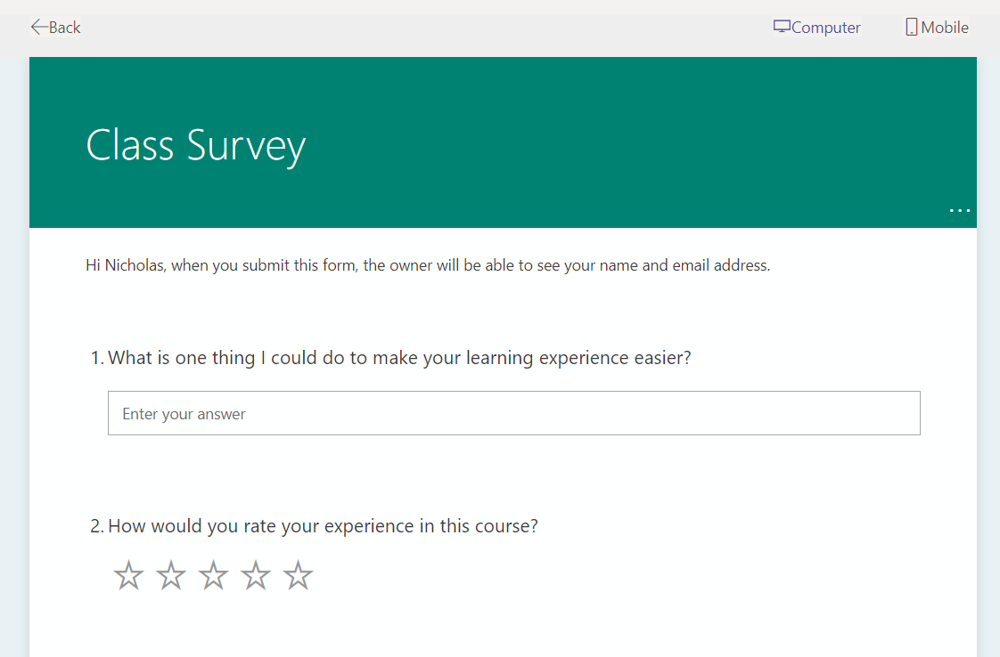 Back
Computer
Mobile
Class Survey
...
Hi Nicholas, when you submit this form, the owner will be able to see your name and email address.
1. What is one thing I could do to make your learning experience easier?
Enter your answer
2. How would you rate your experience in this course?